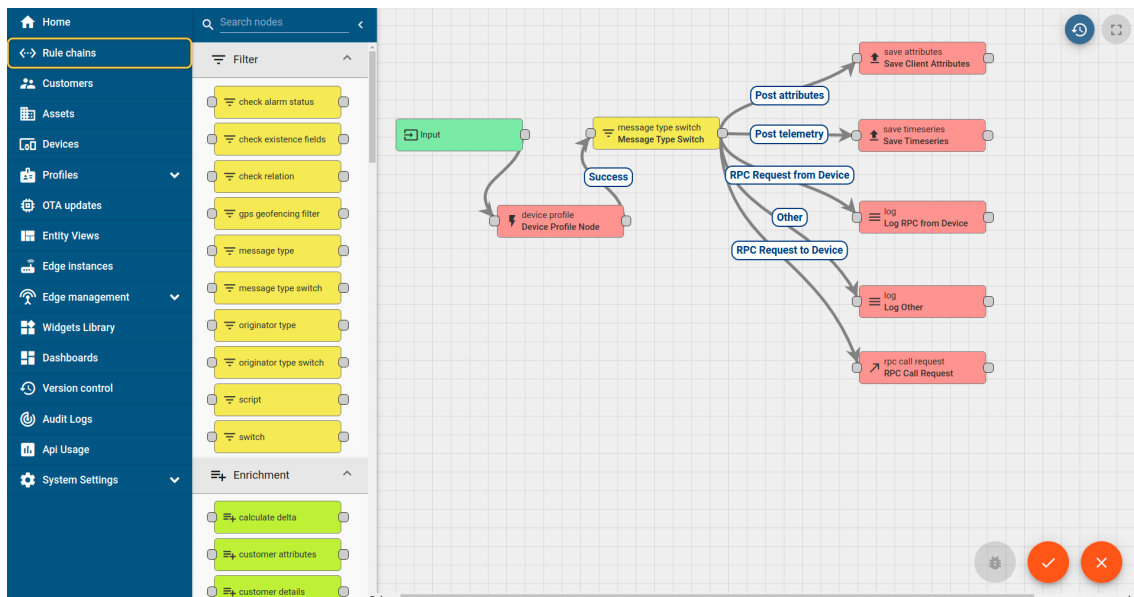 Home
Rule chains
Customers
Assets
Devices
Profiles
OTA updates
Entity Views
Edge instances
Edge management
Widgets Library
Dashboards
Version control
Audit Logs
Api Usage
System Settings
Search nodes
Filter
check alarm status
check existence fields
check relation
gps geofencing filter
message type
message type switch
originator type
originator type switch
script
switch
Enrichment
calculate delta
customer attributes
customer details
Input
device profile
Device Profile Node
Success
message type switch
Message Type Switch
Post attributes
Post telemetry
RPC Request from Device
Other
RPC Request to Device
save attributes
Save Client Attributes
save timeseries
Save Timeseries
log
Log RPC from Device
log
Log Other
rpc call request
RPC Call Request